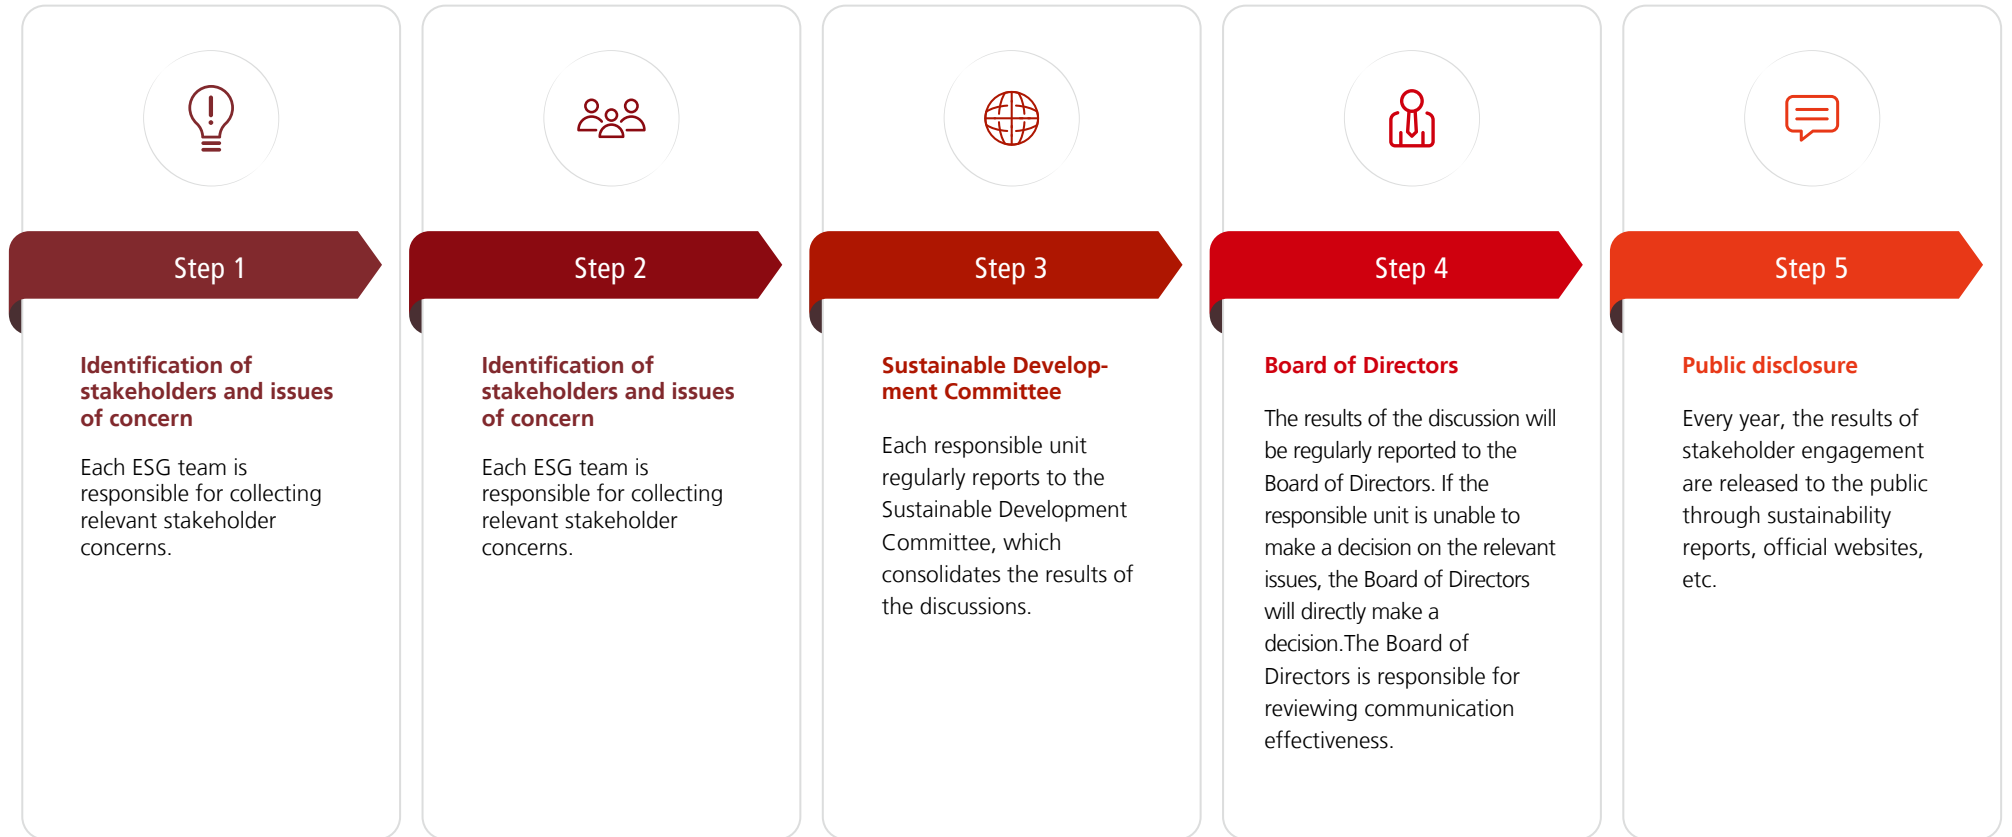 Step 1
Identification of
stakeholders and issues
of concern
Each ESG team is
responsible for collecting
relevant stakeholder
concerns.
Step 2
Identification of
stakeholders and issues
of concern
Each ESG team is
responsible for collecting
relevant stakeholder
concerns.
Step 3
Sustainable Develop-
ment Committee
Each responsible unit
regularly reports to the
Sustainable Development
Committee, which
consolidates the results of
the discussions.
Step 4
Board of Directors
The results of the discussion will
be regularly reported to the
Board of Directors. If the
responsible unit is unable to
make a decision on the relevant
issues, the Board of Directors
will directly make a
decision.The Board of
Directors is responsible for
reviewing communication
effectiveness.
Step 5
Public disclosure
Every year, the results of
stakeholder engagement
are released to the public
through sustainability
reports, official websites,
etc.